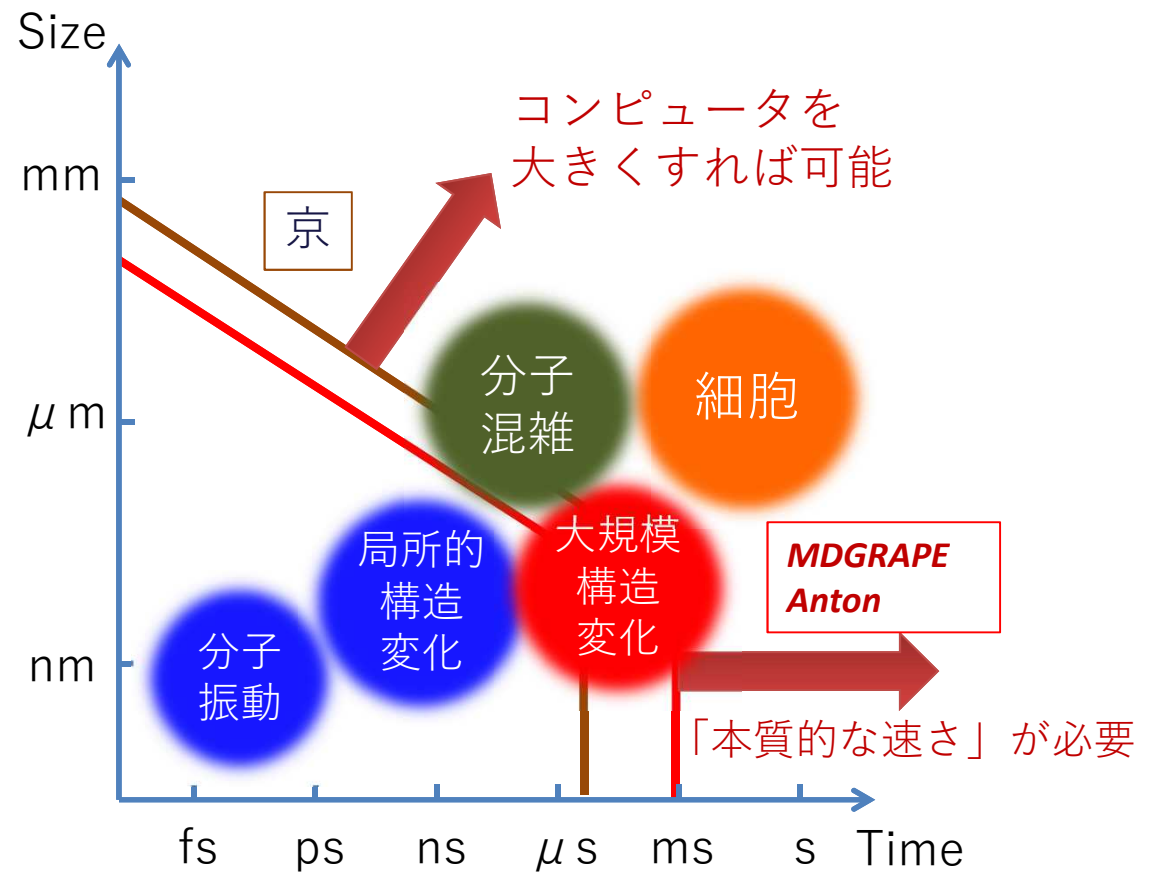 Size
コンピュータを
大きくすれば可能
mm
京
分子
混雑
細胞
μm
局所的
構造
変化
大規模
構造
変化
MDGRAPE
Anton
分子
振動
nm
「本質的な速さ」が必要
fs ps ns μs ms s Time